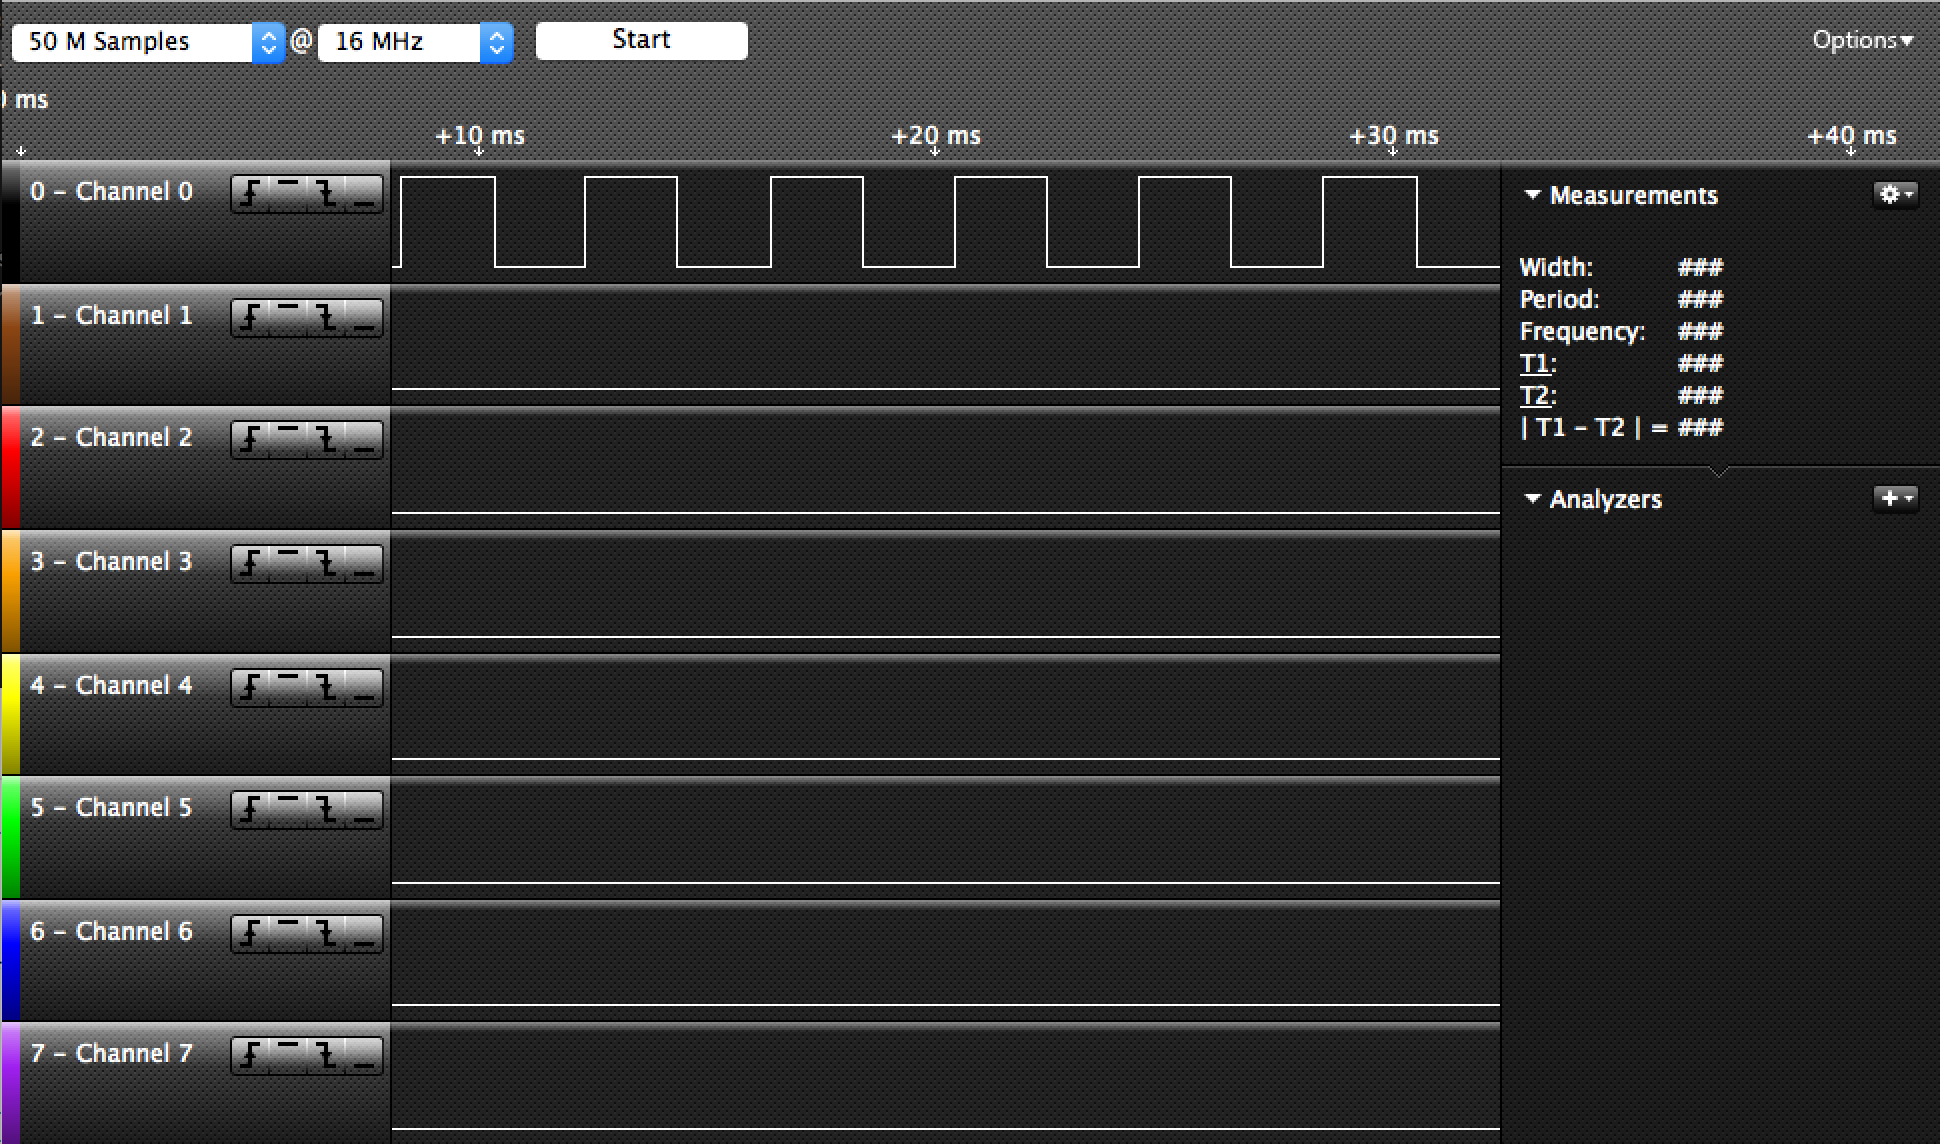 50 M Samples @ 16 MHz Start Options
0 ms
+10 ms +20 ms +30 ms +40 ms
0 – Channel 0
1 – Channel 1
2 – Channel 2
3 – Channel 3
4 – Channel 4
5 – Channel 5
6 – Channel 6
7 – Channel 7
Measurements
Width: ###
Period: ###
Frequency: ###
T1: ###
T2: ###
| T1 – T2 | = ###
Analyzers